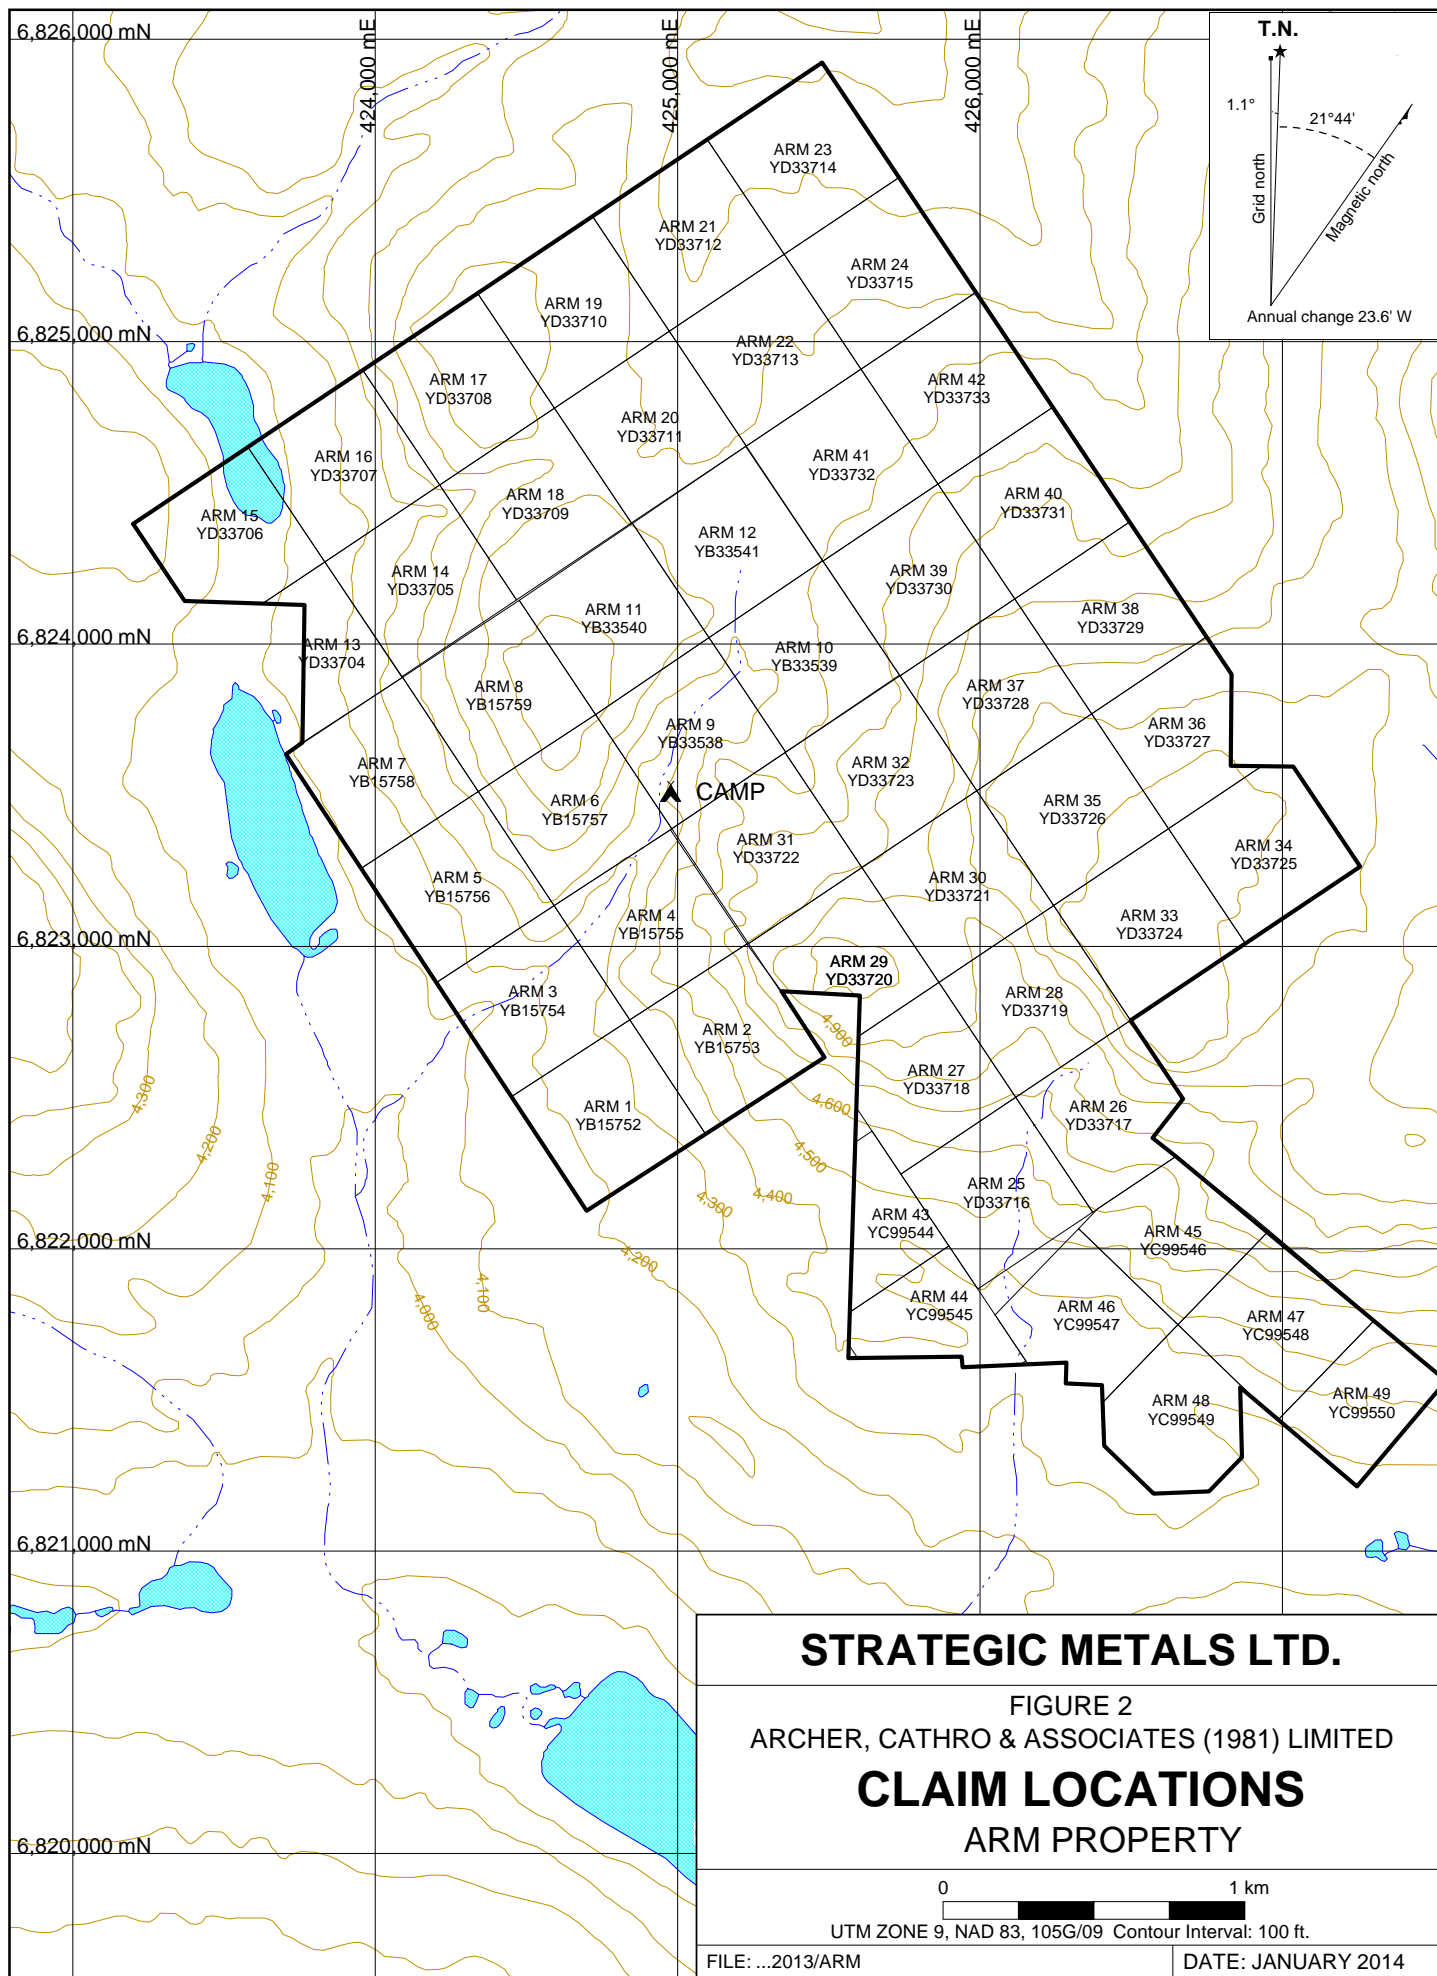 6,826,000 mN
424,000 mE
425,000 mE
426,000 mE
T.N.
1.1°
21°44'
Grid north
Magnetic north
Annual change 23.6' W
ARM 23
YD33714
ARM 21
YD33712
ARM 24
YD33715
ARM 19
YD33710
6,825,000 mN
ARM 22
YD33713
ARM 17
YD33708
ARM 42
YD33733
ARM 20
YD33711
ARM 16
YD33707
ARM 41
YD33732
ARM 18
YD33709
ARM 40
YD33731
ARM 15
YD33706
ARM 12
YB33541
ARM 14
YD33705
ARM 39
YD33730
ARM 11
YB33540
ARM 38
YD33729
6,824,000 mN
ARM 13
YD33704
ARM 10
YB33539
ARM 8
YB15759
ARM 37
YD33728
ARM 9
YB33538
ARM 36
YD33727
ARM 7
YB15758
ARM 32
YD33723
CAMP
ARM 6
YB15757
ARM 35
YD33726
ARM 31
YD33722
ARM 34
YD33725
ARM 5
YB15756
ARM 30
YD33721
ARM 4
YB15755
ARM 33
YD33724
6,823,000 mN
ARM 29
YD33720
ARM 3
YB15754
ARM 28
YD33719
ARM 2
YB15753
4,900
ARM 27
YD33718
4,300
4,600
ARM 1
YB15752
ARM 26
YD33717
4,200
4,500
4,100
4,400
4,300
ARM 25
YD33716
ARM 43
YC99544
ARM 45
YC99546
6,822,000 mN
4,200
4,100
4,000
ARM 44
YC99545
ARM 46
YC99547
ARM 47
YC99548
ARM 48
YC99549
ARM 49
YC99550
6,821,000 mN
6,820,000 mN
STRATEGIC METALS LTD.
FIGURE 2
ARCHER, CATHRO & ASSOCIATES (1981) LIMITED
CLAIM LOCATIONS
ARM PROPERTY
0 1 km
UTM ZONE 9, NAD 83, 105G/09 Contour Interval: 100 ft.
FILE: ...2013/ARM
DATE: JANUARY 2014